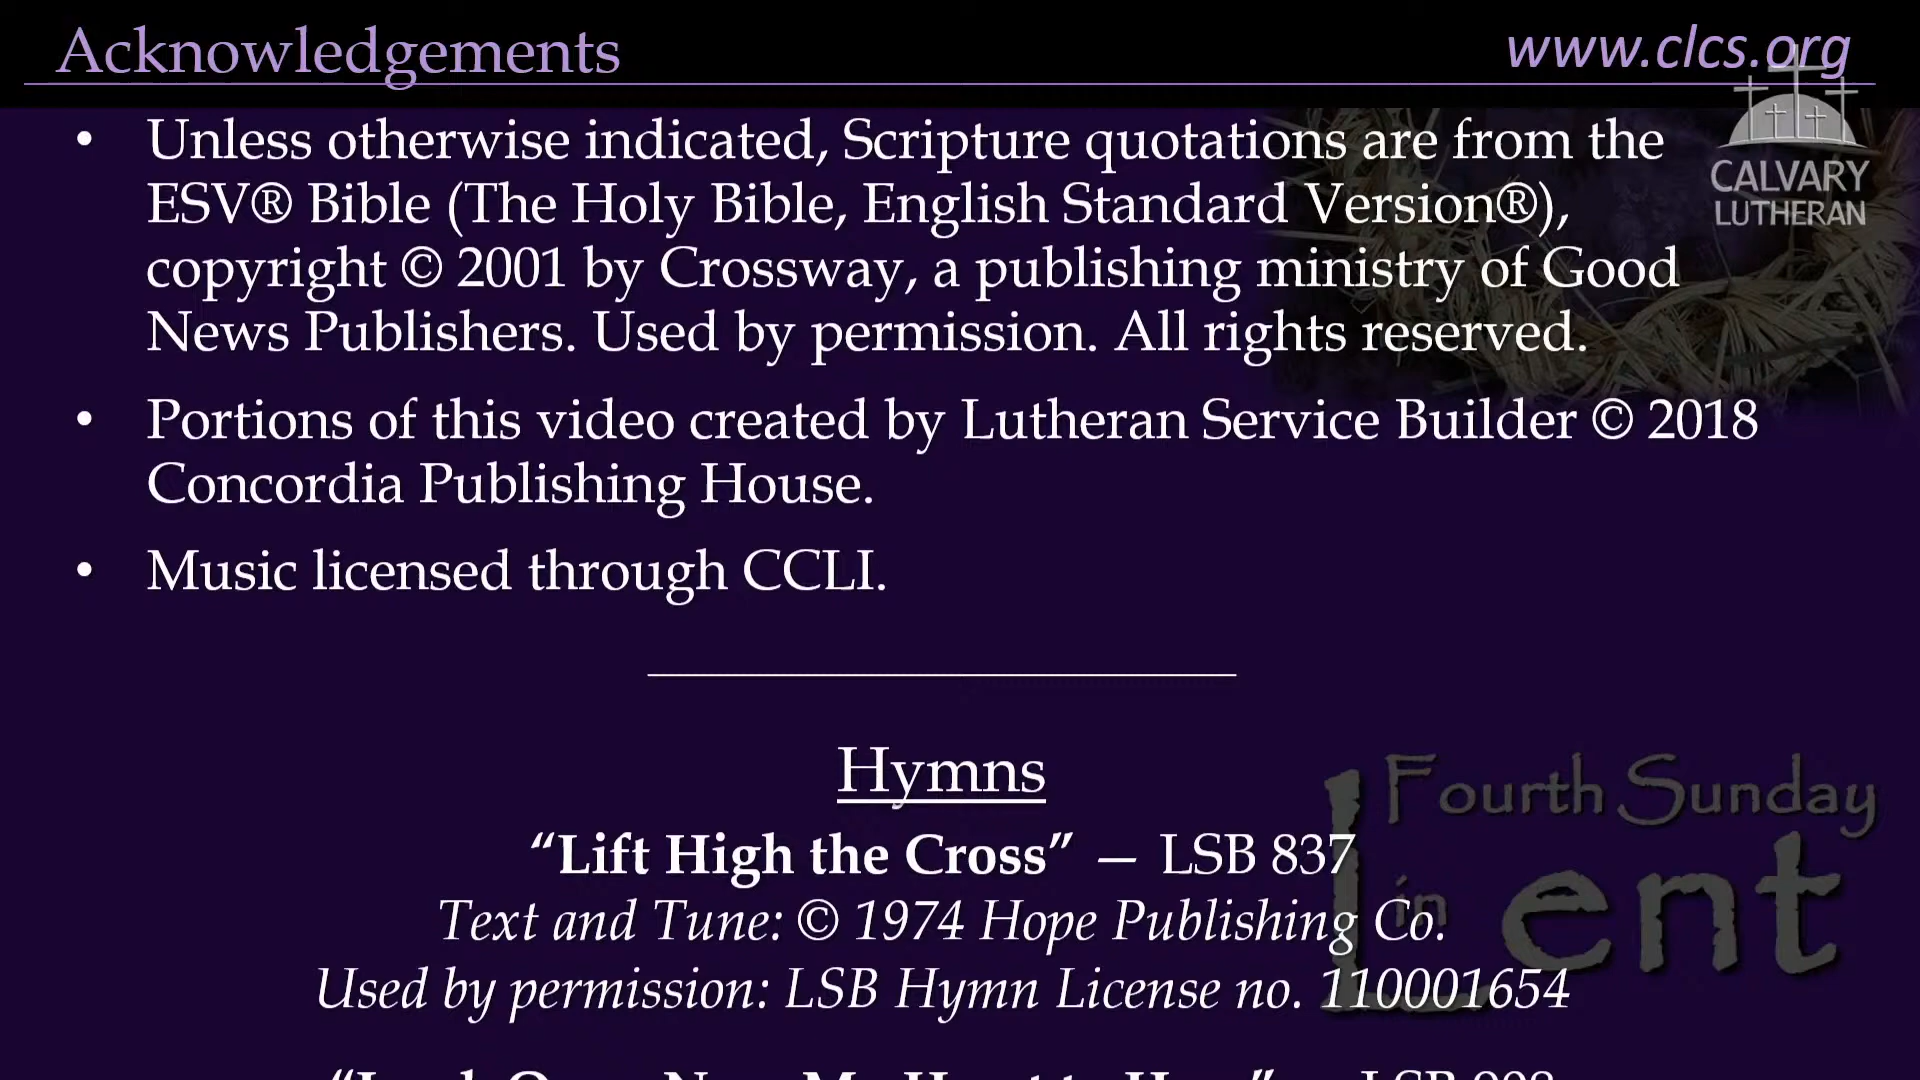 Acknowledgements
www.clcs.org
CALVARY
LUTHERAN
• Unless otherwise indicated, Scripture quotations are from the
ESV® Bible (The Holy Bible, English Standard Version®),
copyright © 2001 by Crossway, a publishing ministry of Good
News Publishers. Used by permission. All rights reserved.
• Portions of this video created by Lutheran Service Builder © 2018
Concordia Publishing House.
• Music licensed through CCLI.
Hymns
“Lift High the Cross” — LSB 837
Text and Tune: © 1974 Hope Publishing Co.
Used by permission: LSB Hymn License no. 110001654
Fourth Sunday
in Lent